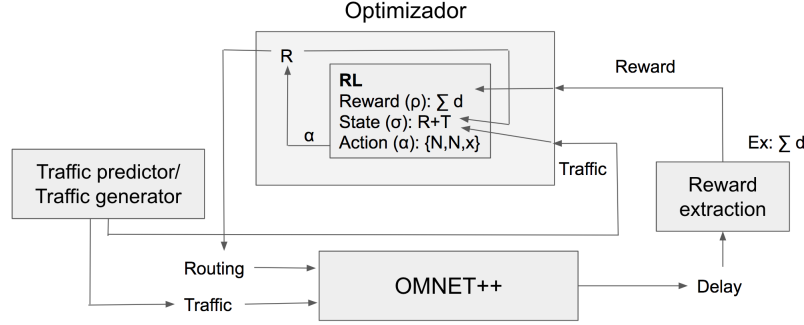 Optimizador
R
RL
Reward (ρ): ∑ d
State (σ): R+T
Action (α): {N,N,x}
α
Reward
Ex: ∑ d
Traffic
Traffic predictor/
Traffic generator
Reward
extraction
Routing
Traffic
OMNET++
Delay